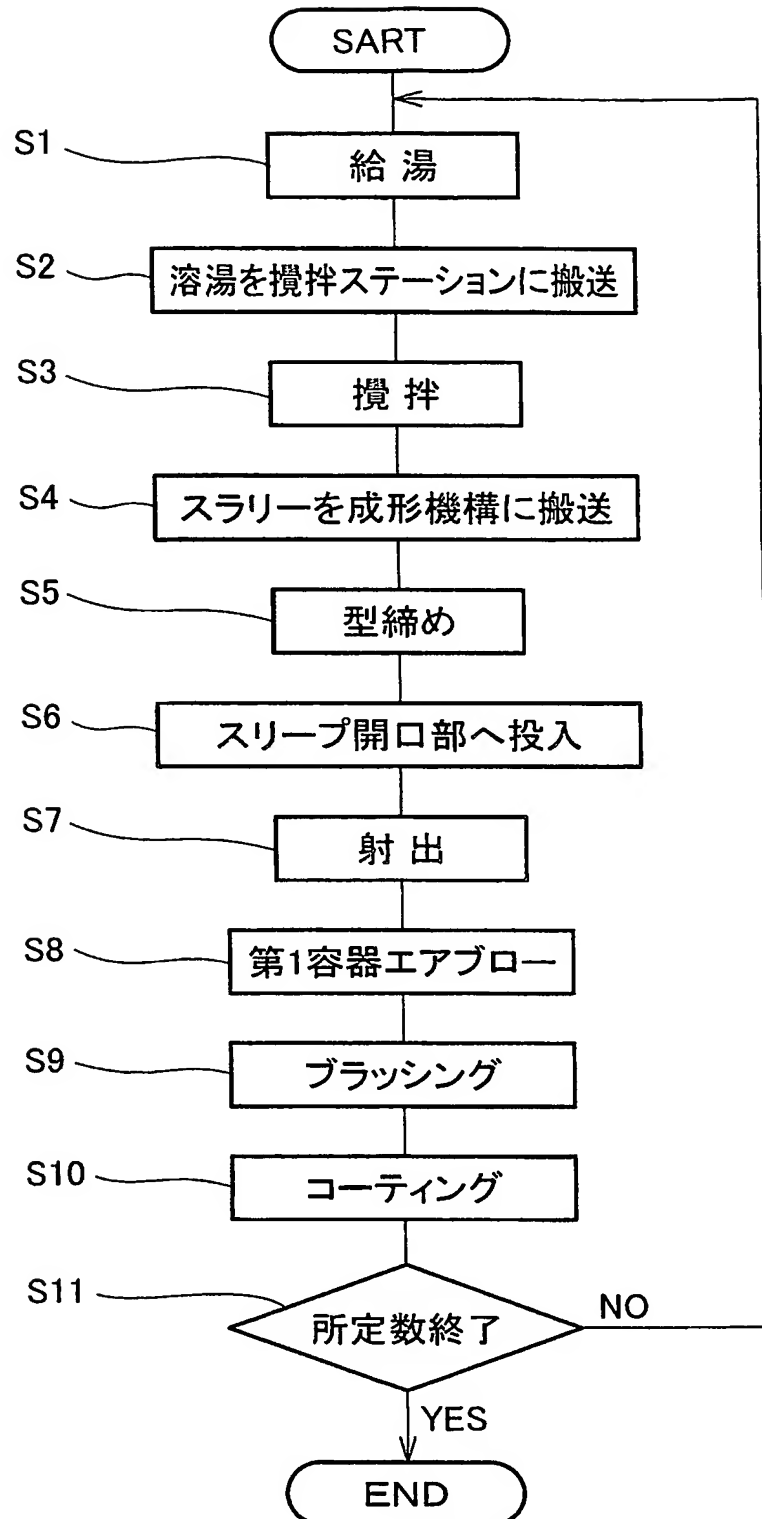 SART
S1
給湯
S2
溶湯を攪拌ステーションに搬送
S3
攪拌
S4
スラリーを成形機構に搬送
S5
型締め
S6
スリープ開口部へ投入
S7
射出
S8
第1容器エアブロー
S9
ブラッシング
S10
コーティング
S11
所定数終了
NO
YES
END